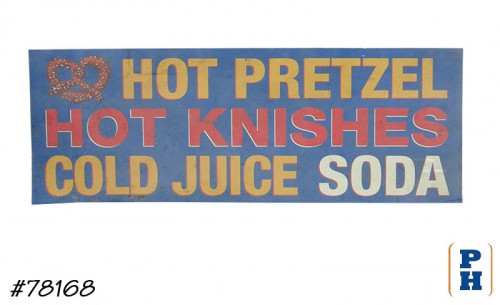 HOT PRETZEL
HOT KNISHES
COLD JUICE SODA
#78168
P
H